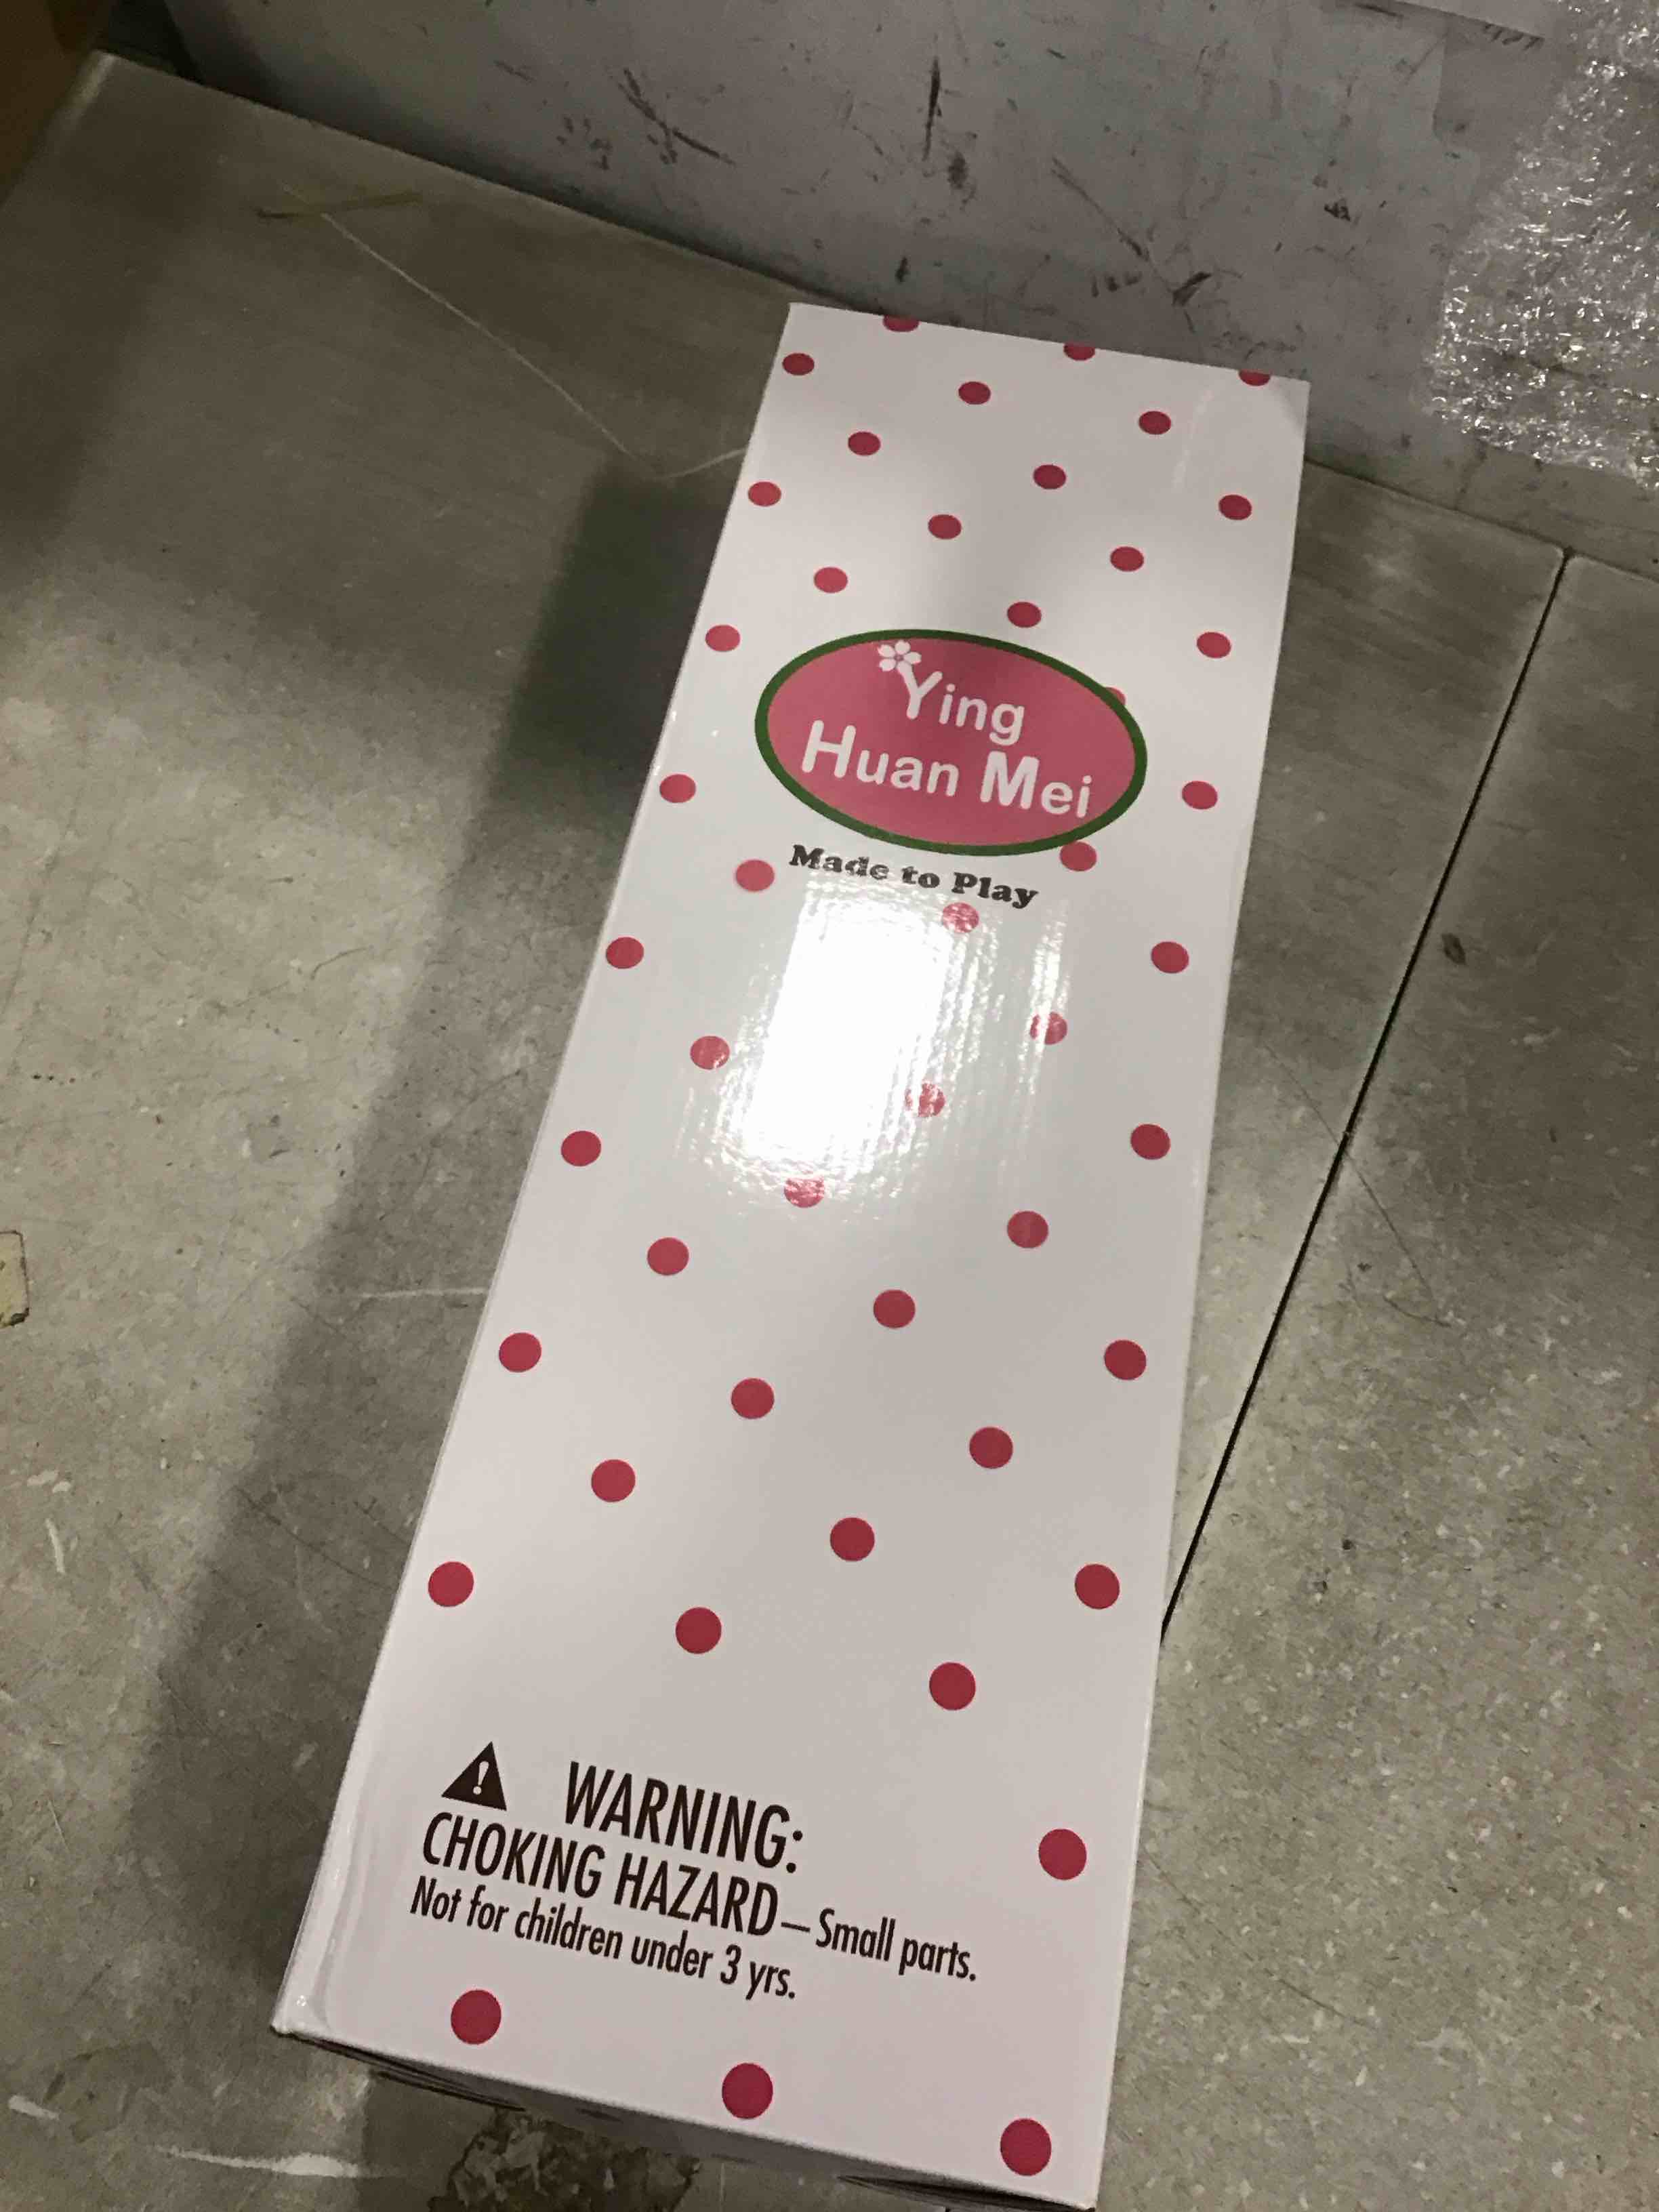 Ying
Huan Mei
Made to Play
WARNING:
CHOKING HAZARD—Small parts.
Not for children under 3 yrs.